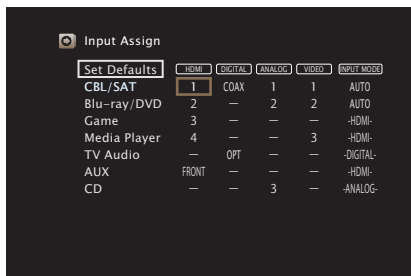 Input Assign
Set Defaults HDMI DIGITAL ANALOG VIDEO INPUT MODE
CBL/SAT 1 COAX 1 1 AUTO
Blu-ray/DVD 2 — 2 2 AUTO
Game 3 — — — -HDMI-
Media Player 4 — — 3 -HDMI-
TV Audio — OPT — — -DIGITAL-
AUX FRONT — — — -HDMI-
CD — — 3 — -ANALOG-